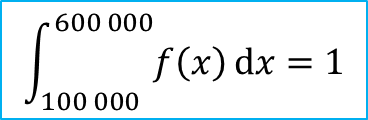 ∫_{100 000}^{600 000} f(x) dx = 1